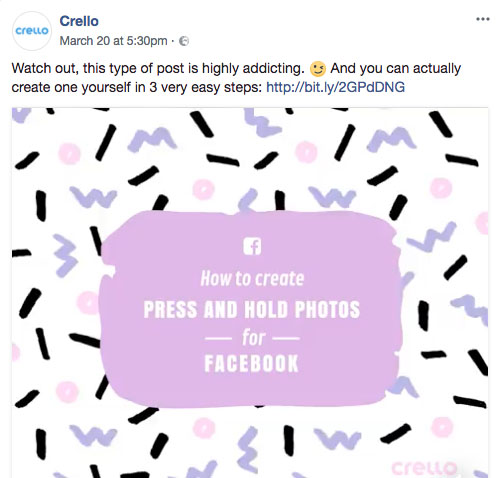 crello
Crello
March 20 at 5:30pm ·
Watch out, this type of post is highly addicting. 😉 And you can actually
create one yourself in 3 very easy steps: http://bit.ly/2GPdDNG
f
How to create
PRESS AND HOLD PHOTOS
— for —
FACEBOOK
crello